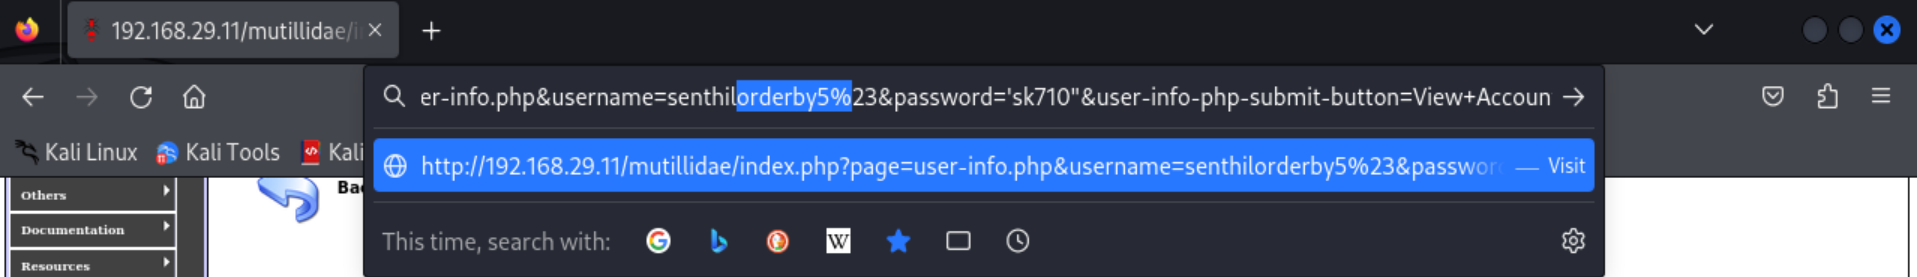 192.168.29.11/mutillidae/i
er-info.php&username=senthilorderby5%23&password='sk710"&user-info-php-submit-button=View+Accoun
Kali Linux Kali Tools Kali
http://192.168.29.11/mutillidae/index.php?page=user-info.php&username=senthilorderby5%23&passwor — Visit
Others
Ba
Documentation
This time, search with: G W
Resources